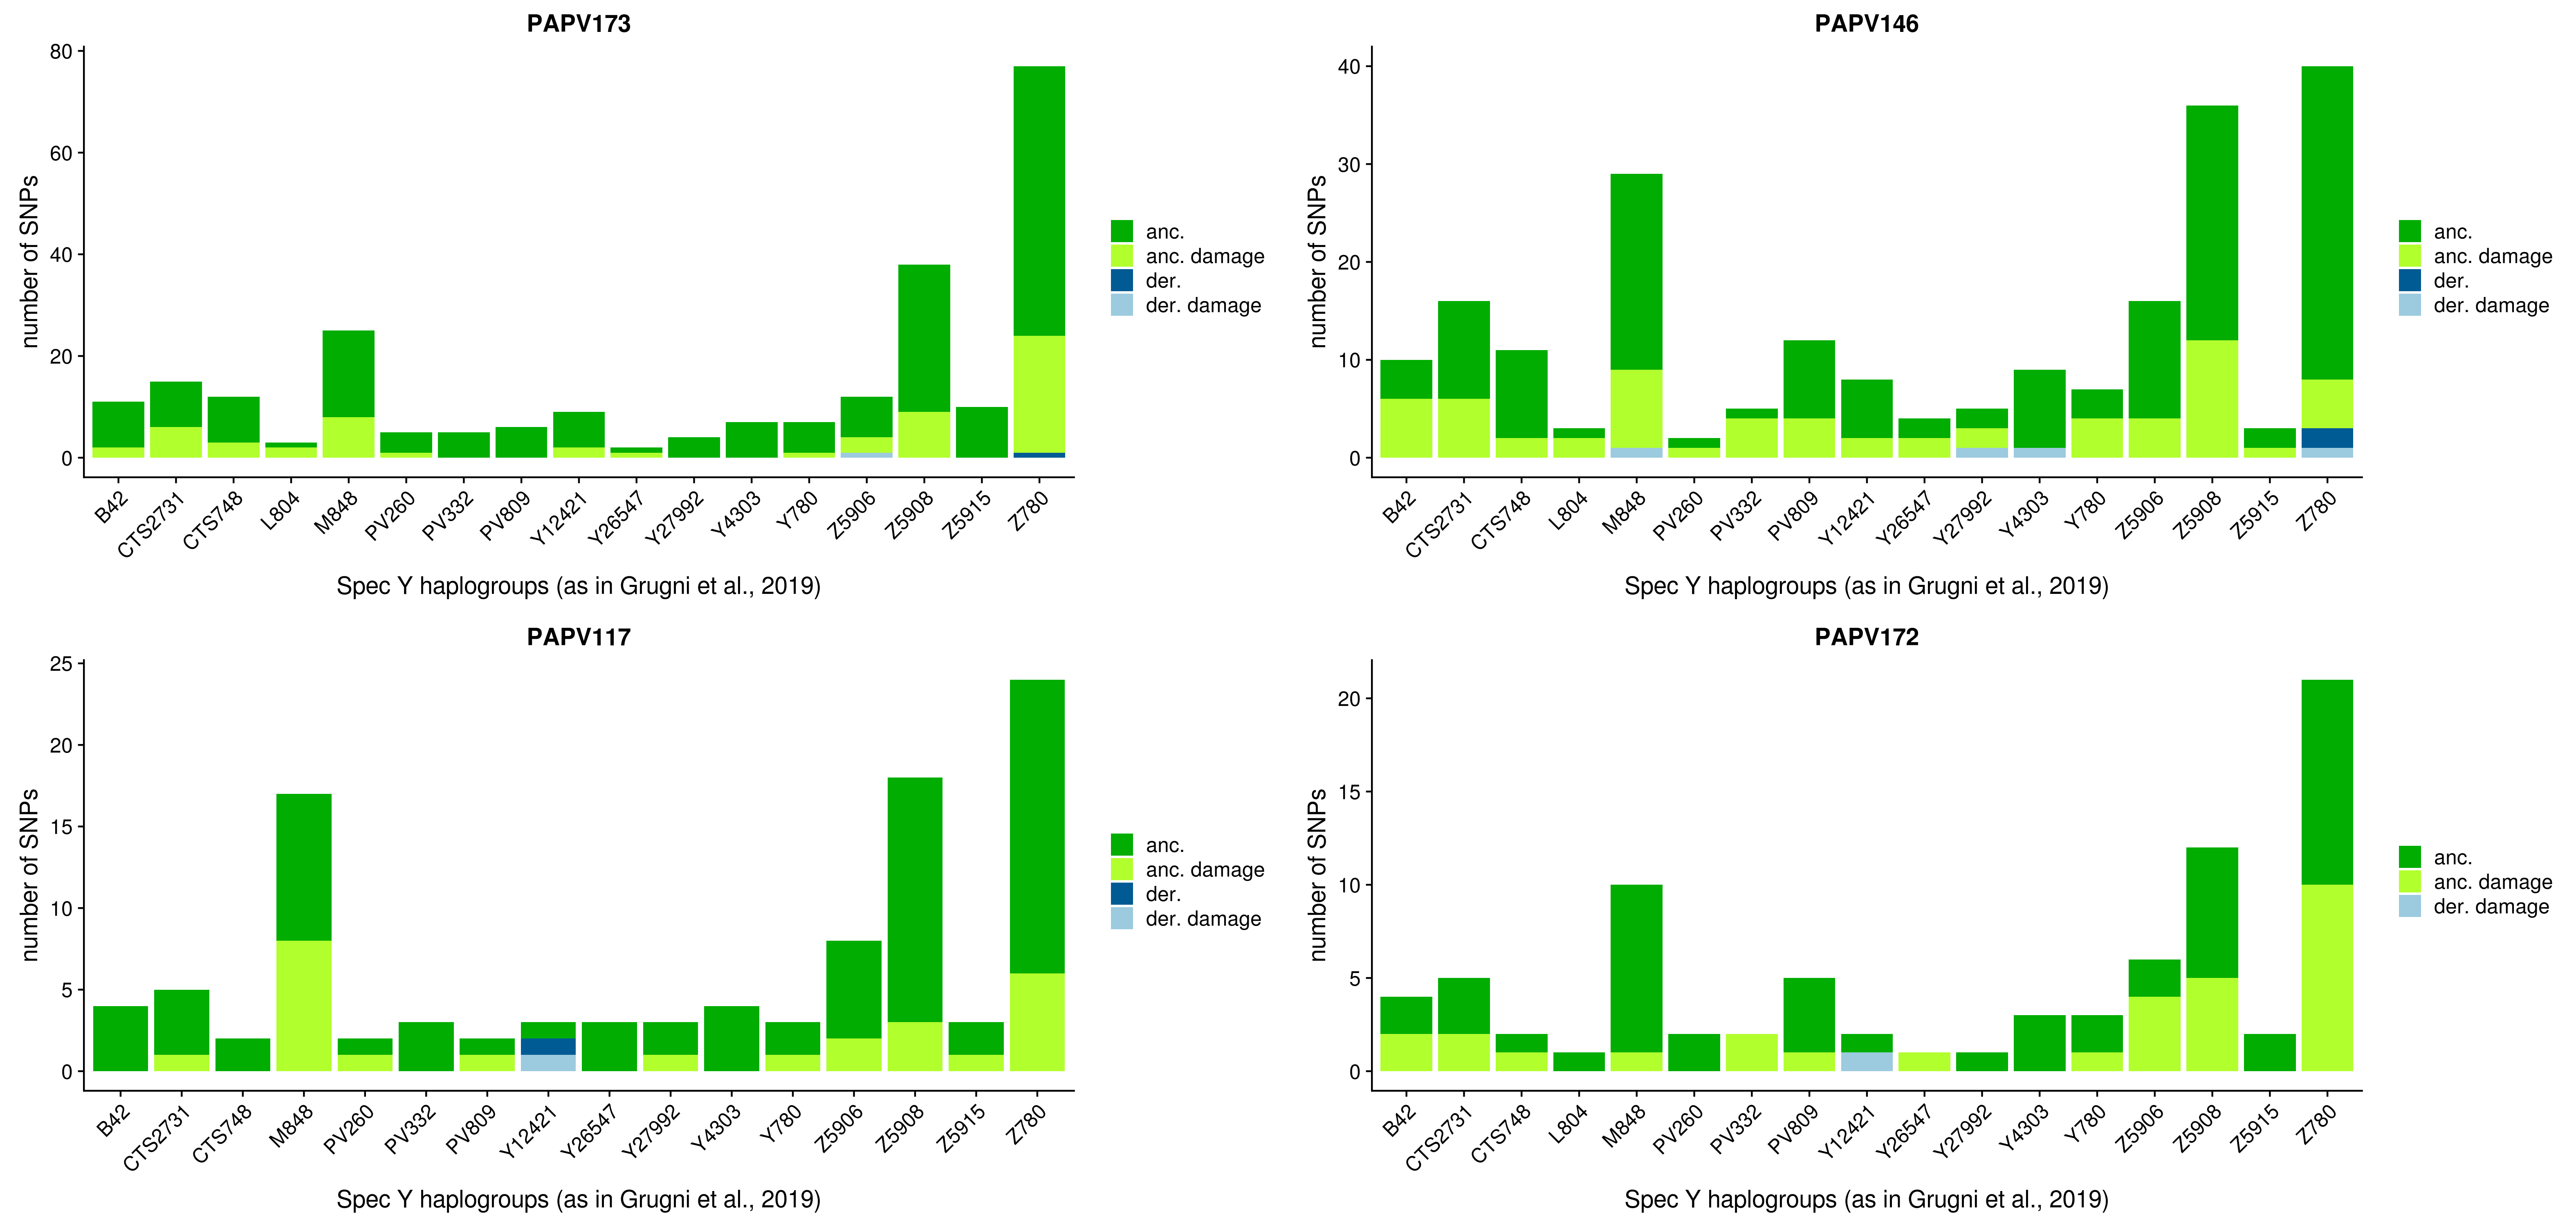 PAPV173
number of SNPs
80
60
40
20
0
B42
CTS2731
CTS748
L804
M848
PV260
PV332
PV809
Y12421
Y26547
Y27992
Y4303
Y780
Z5906
Z5908
Z5915
Z780
Spec Y haplogroups (as in Grugni et al., 2019)
anc.
anc. damage
der.
der. damage
PAPV146
number of SNPs
40
30
20
10
0
B42
CTS2731
CTS748
L804
M848
PV260
PV332
PV809
Y12421
Y26547
Y27992
Y4303
Y780
Z5906
Z5908
Z5915
Z780
Spec Y haplogroups (as in Grugni et al., 2019)
anc.
anc. damage
der.
der. damage
PAPV117
number of SNPs
25
20
15
10
5
0
B42
CTS2731
CTS748
M848
PV260
PV332
PV809
Y12421
Y26547
Y27992
Y4303
Y780
Z5906
Z5908
Z5915
Z780
Spec Y haplogroups (as in Grugni et al., 2019)
anc.
anc. damage
der.
der. damage
PAPV172
number of SNPs
20
15
10
5
0
B42
CTS2731
CTS748
L804
M848
PV260
PV332
PV809
Y12421
Y26547
Y27992
Y4303
Y780
Z5906
Z5908
Z5915
Z780
Spec Y haplogroups (as in Grugni et al., 2019)
anc.
anc. damage
der. damage